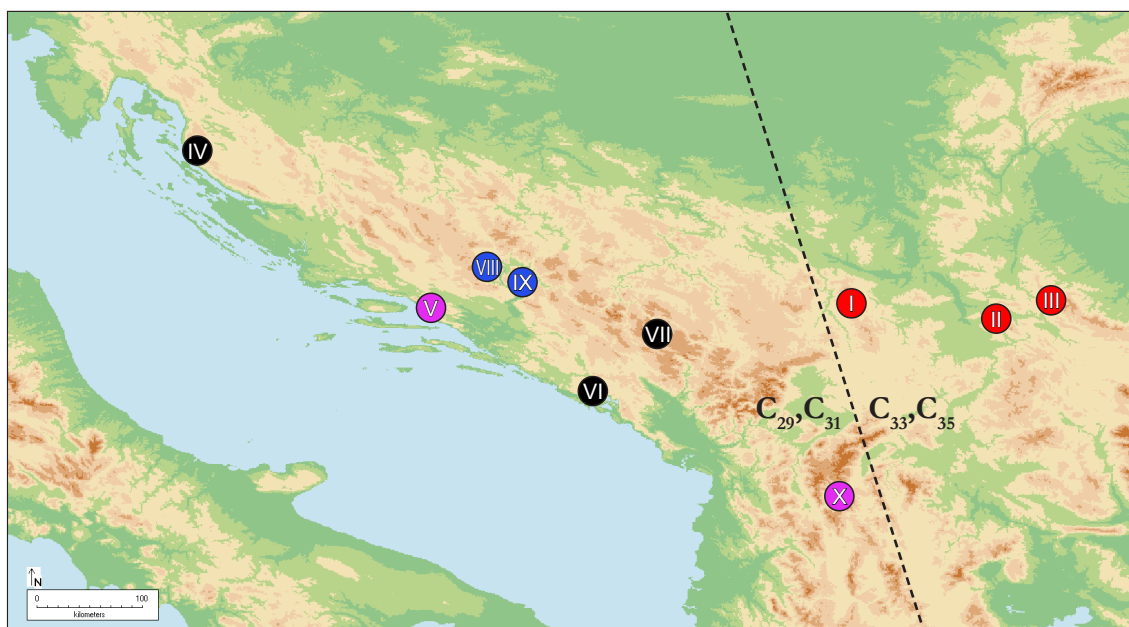 IV
VIII
IX
V
I
III
II
VII
VI
C29,C31 C33,C35
X
N
0 100
kilometers